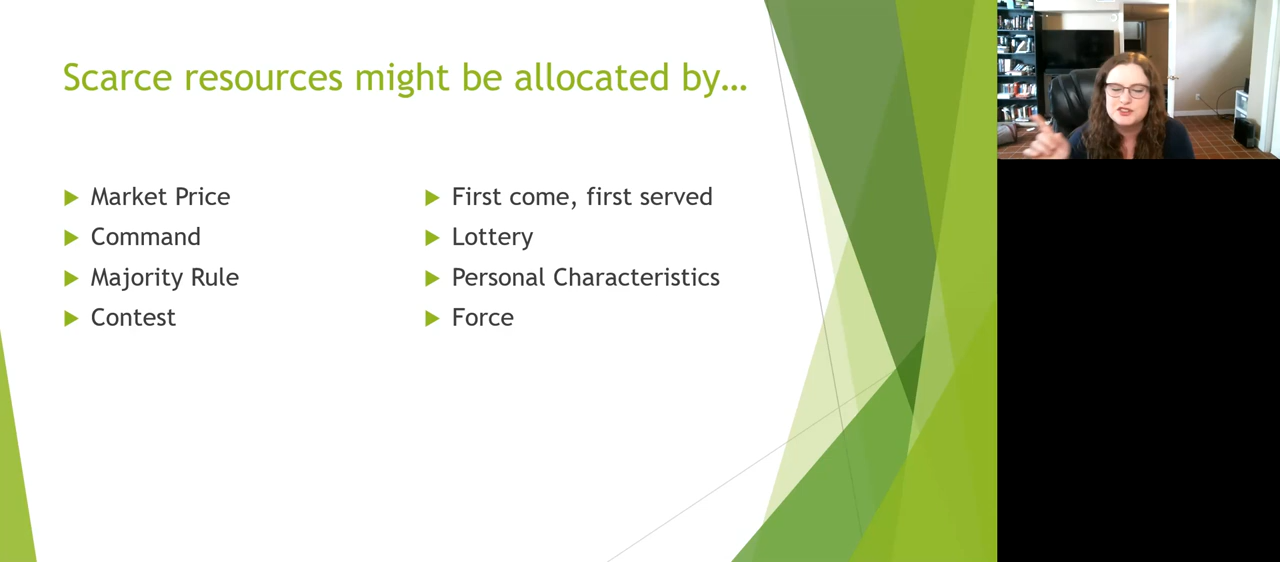 Scarce resources might be allocated by…
Market Price
Command
Majority Rule
Contest
First come, first served
Lottery
Personal Characteristics
Force